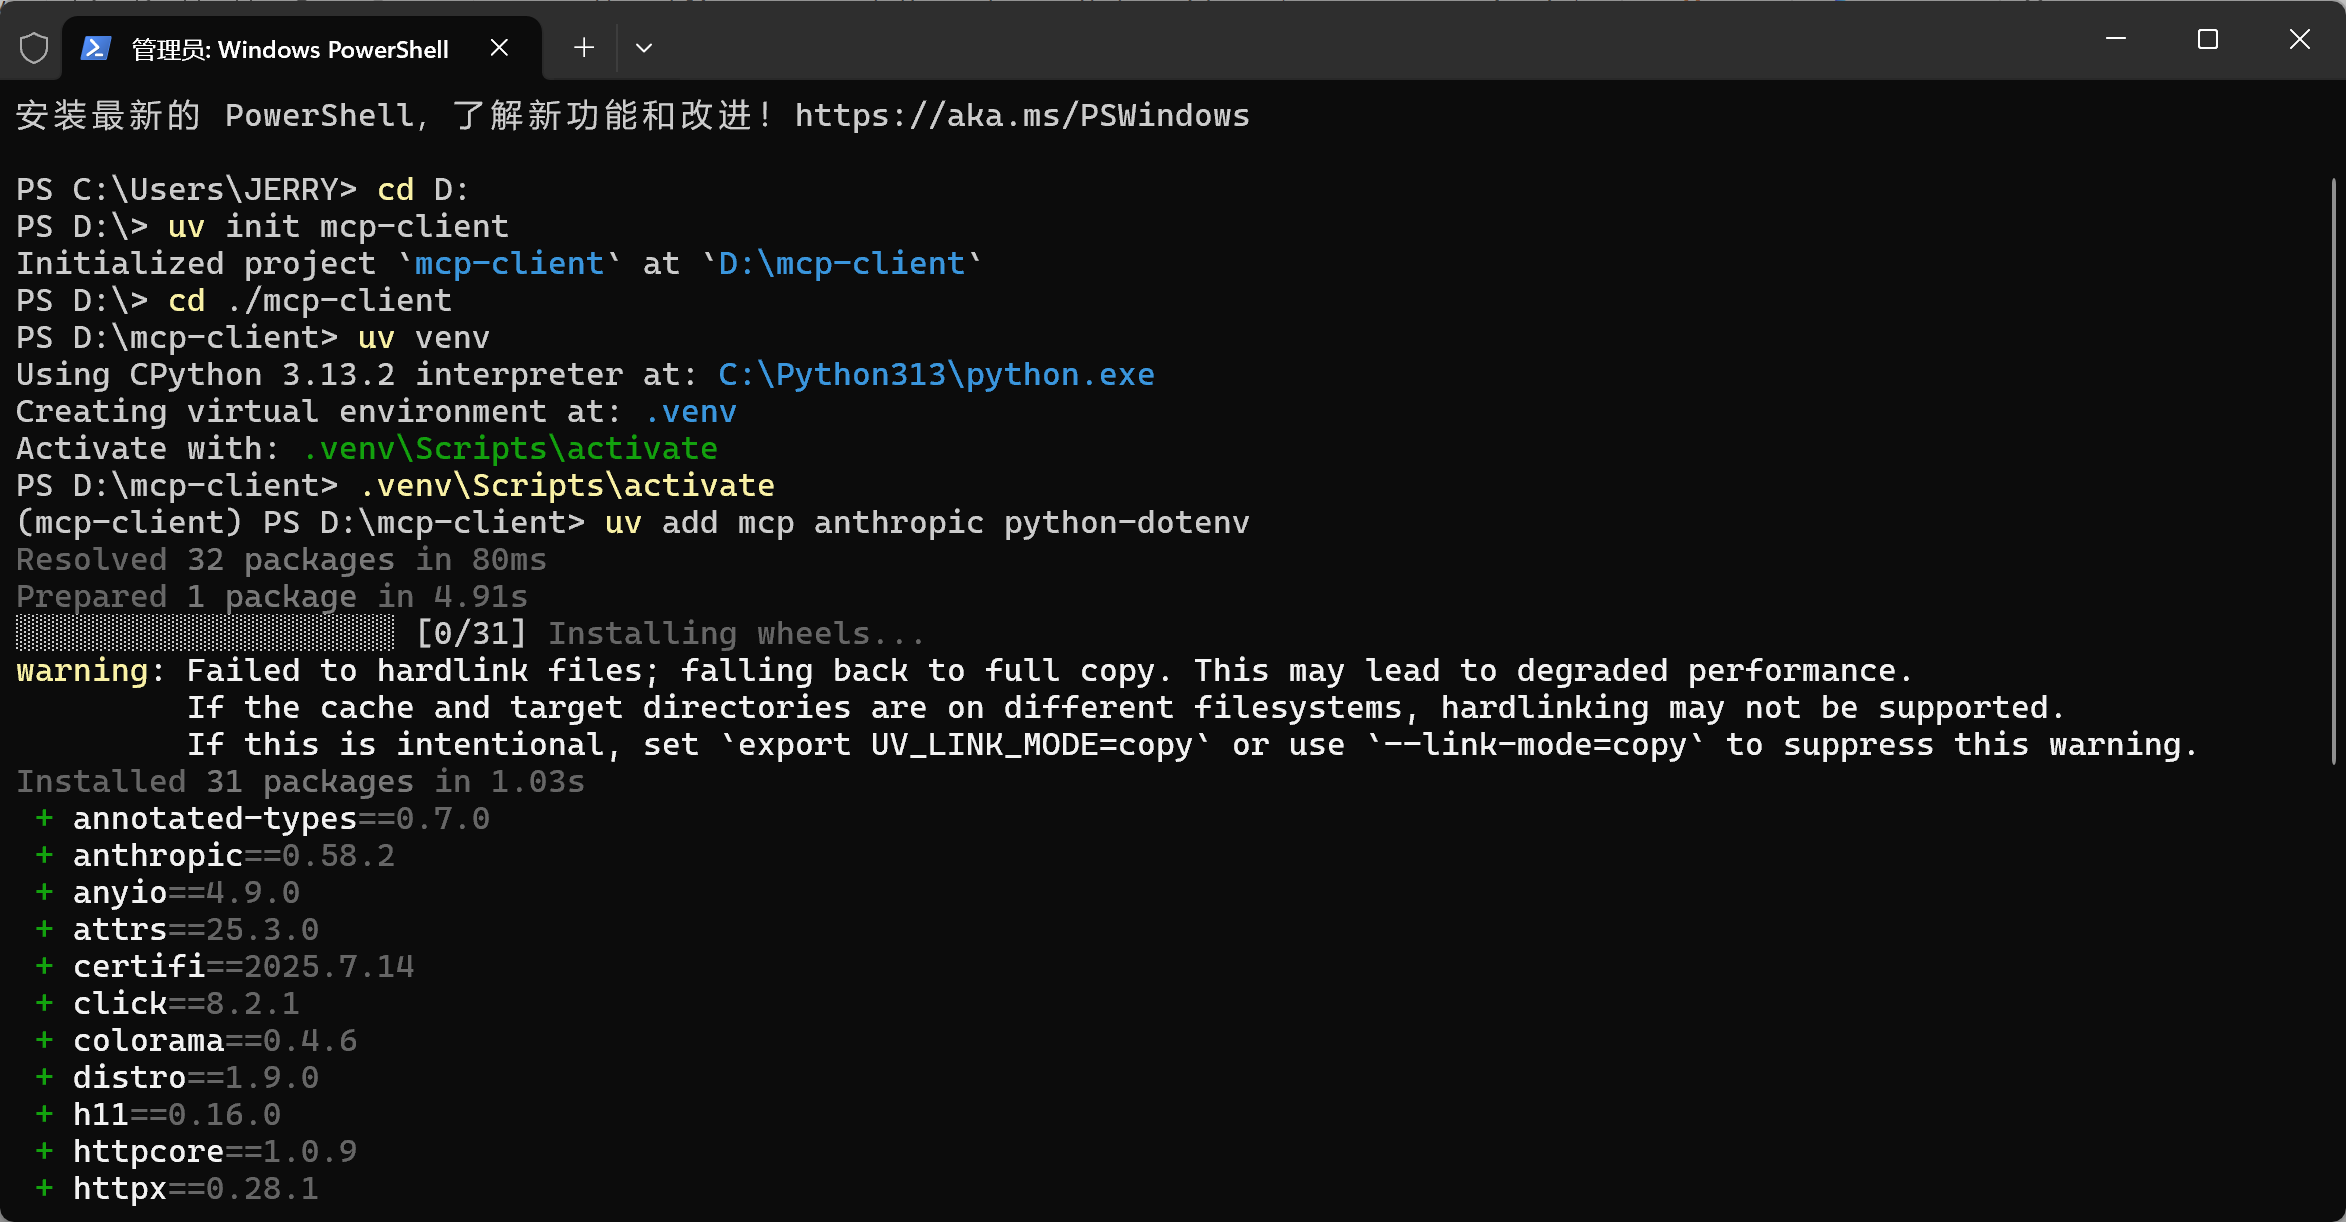 管理员: Windows PowerShell
安装最新的 PowerShell，了解新功能和改进！https://aka.ms/PSWindows
PS C:\Users\JERRY> cd D:
PS D:\> uv init mcp-client
Initialized project `mcp-client` at `D:\mcp-client`
PS D:\> cd ./mcp-client
PS D:\mcp-client> uv venv
Using CPython 3.13.2 interpreter at: C:\Python313\python.exe
Creating virtual environment at: .venv
Activate with: .venv\Scripts\activate
PS D:\mcp-client> .venv\Scripts\activate
(mcp-client) PS D:\mcp-client> uv add mcp anthropic python-dotenv
Resolved 32 packages in 80ms
Prepared 1 package in 4.91s
░░░░░░░░░░░░░░░░░░░░ [0/31] Installing wheels...
warning: Failed to hardlink files; falling back to full copy. This may lead to degraded performance.
If the cache and target directories are on different filesystems, hardlinking may not be supported.
If this is intentional, set `export UV_LINK_MODE=copy` or use `--link-mode=copy` to suppress this warning.
Installed 31 packages in 1.03s
+ annotated-types==0.7.0
+ anthropic==0.58.2
+ anyio==4.9.0
+ attrs==25.3.0
+ certifi==2025.7.14
+ click==8.2.1
+ colorama==0.4.6
+ distro==1.9.0
+ h11==0.16.0
+ httpcore==1.0.9
+ httpx==0.28.1